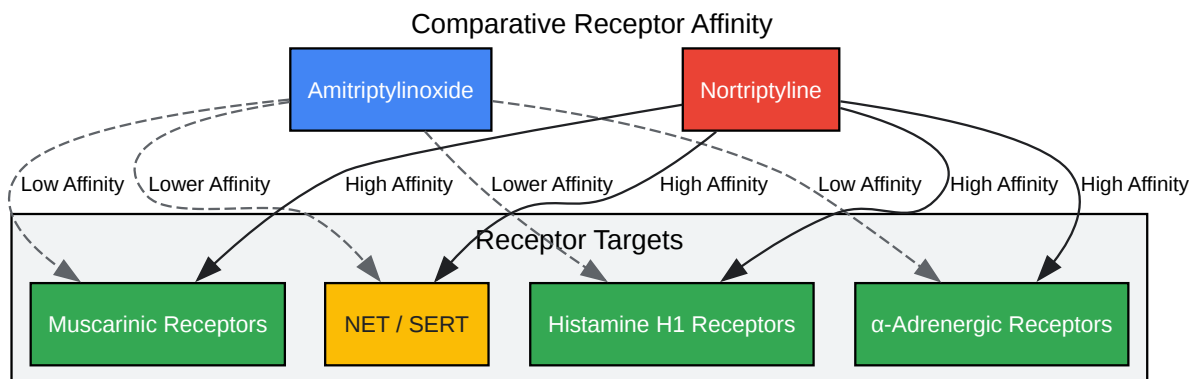 Comparative Receptor Affinity
Amitriptylinoxide
Nortriptyline
Low Affinity
Lower Affinity
High Affinity
Lower Affinity
High Affinity
Low Affinity
High Affinity
High Affinity
Receptor Targets
Muscarinic Receptors
NET / SERT
Histamine H1 Receptors
α-Adrenergic Receptors